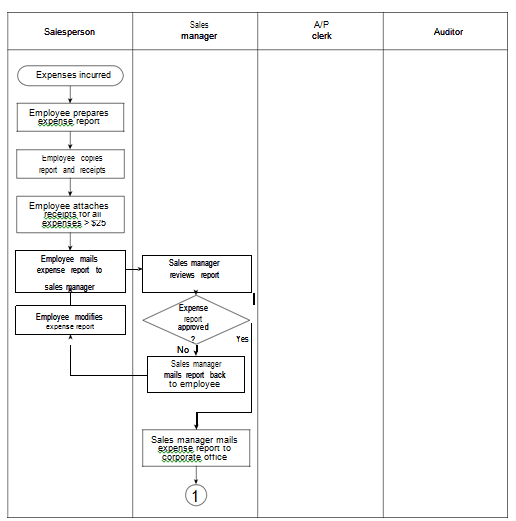 Salesperson
Sales
manager
A/P
clerk
Auditor
Expenses incurred
Employee prepares
expense report
Employee copies
report and receipts
Employee attaches
receipts for all
expenses > $25
Employee mails
expense report to
sales manager
Sales manager
reviews report
Employee modifies
expense report
Expense
report
approved
?
Yes
No
Sales manager
mails report back
to employee
Sales manager mails
expense report to
corporate office
1